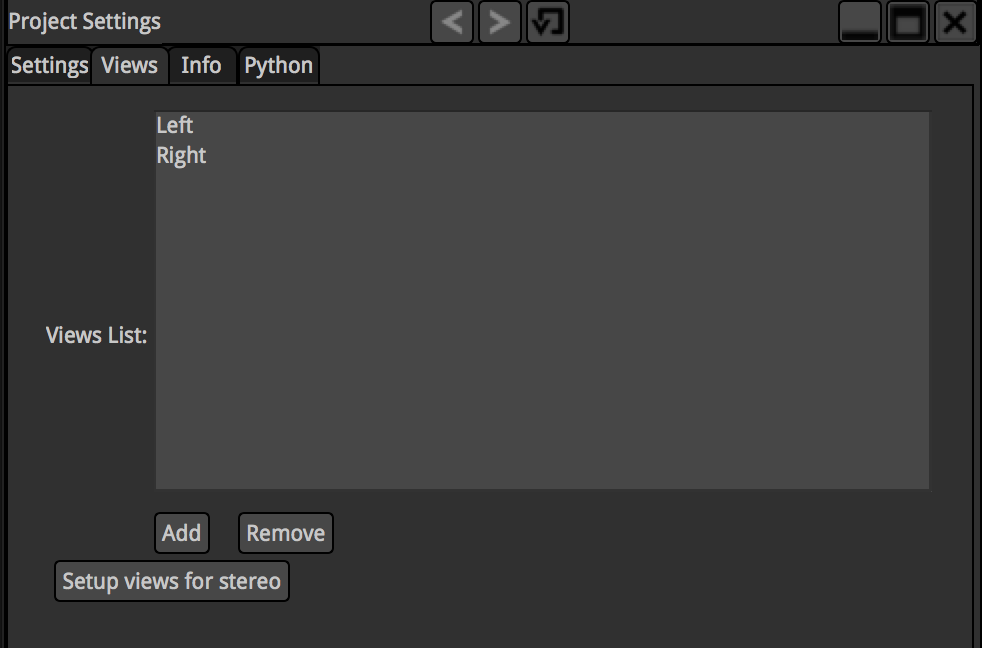 Project Settings
Settings Views Info Python
Left
Right
Views List:
Add Remove
Setup views for stereo